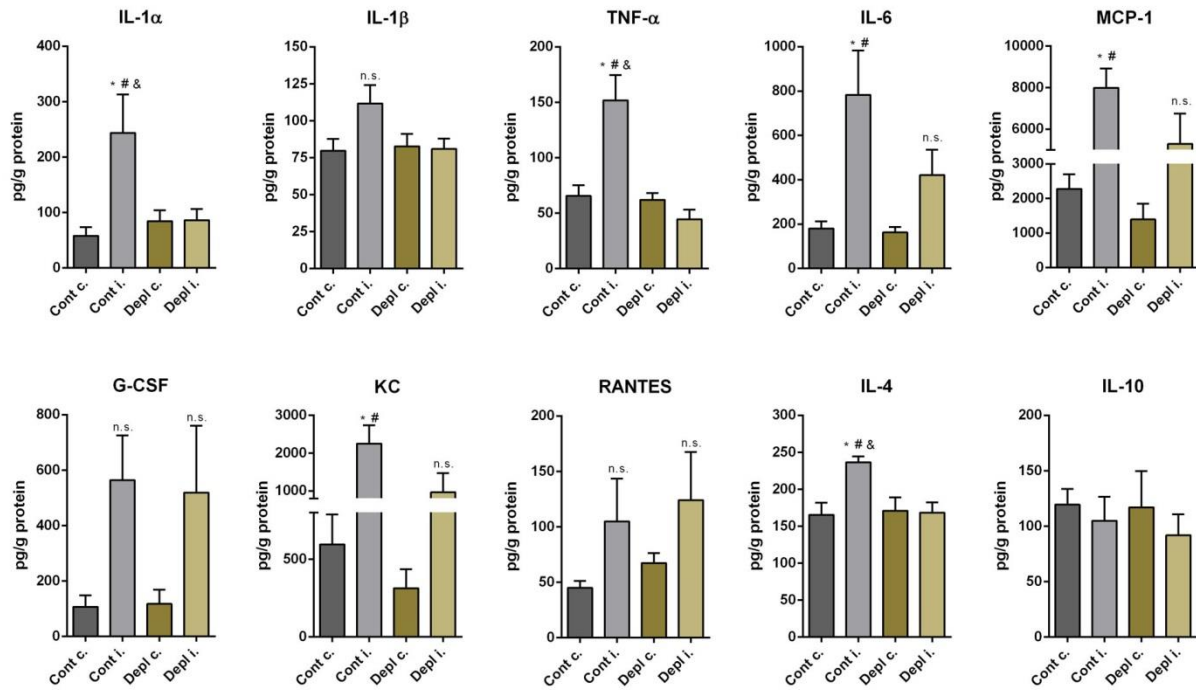 IL-1α
400
300
200
100
0
pg/g protein
* # &
Cont c.
Cont i.
Depl c.
Depl i.
IL-1β
150
125
100
75
50
25
0
pg/g protein
n.s.
Cont c.
Cont i.
Depl c.
Depl i.
TNF-α
200
150
100
50
0
pg/g protein
* # &
Cont c.
Cont i.
Depl c.
Depl i.
IL-6
1000
800
600
400
200
0
pg/g protein
* #
n.s.
Cont c.
Cont i.
Depl c.
Depl i.
MCP-1
10000
8000
6000
4000
3000
2000
1000
0
pg/g protein
* #
n.s.
Cont c.
Cont i.
Depl c.
Depl i.
G-CSF
800
600
400
200
0
pg/g protein
n.s.
n.s.
Cont c.
Cont i.
Depl c.
Depl i.
KC
3000
2000
1000
500
0
pg/g protein
* #
n.s.
Cont c.
Cont i.
Depl c.
Depl i.
RANTES
200
150
100
50
0
pg/g protein
n.s.
n.s.
Cont c.
Cont i.
Depl c.
Depl i.
IL-4
300
250
200
150
100
50
0
pg/g protein
* # &
Cont c.
Cont i.
Depl c.
Depl i.
IL-10
200
150
100
50
0
pg/g protein
Cont c.
Cont i.
Depl c.
Depl i.